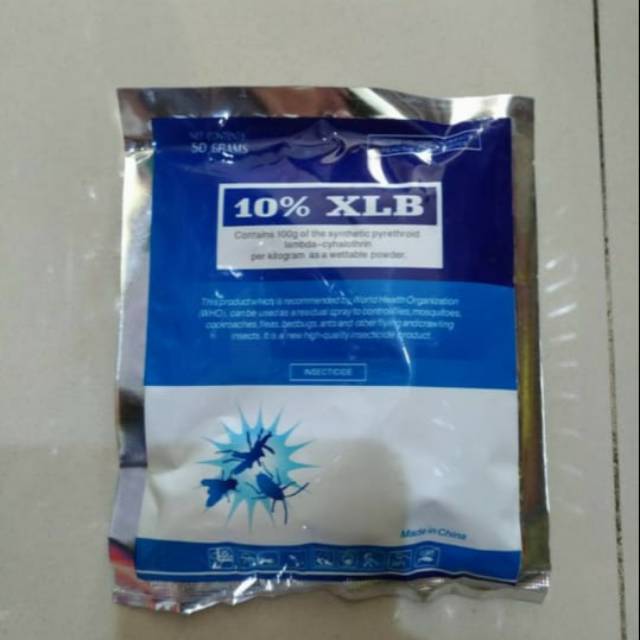 NET CONTENTS
50 GRAMS
10% XLB
Contains 100g of the synthetic pyrethroid
lambda-cyhalothrin
per kilogram as a wettable powder.
This product which is recommended by World Health Organization
(WHO), can be used as a residual spray to control flies, mosquitoes,
cockroaches, fleas, bedbugs, ants and other flying and crawling
insects. It is a new high-quality insecticide product.
INSECTICIDE
Made in China